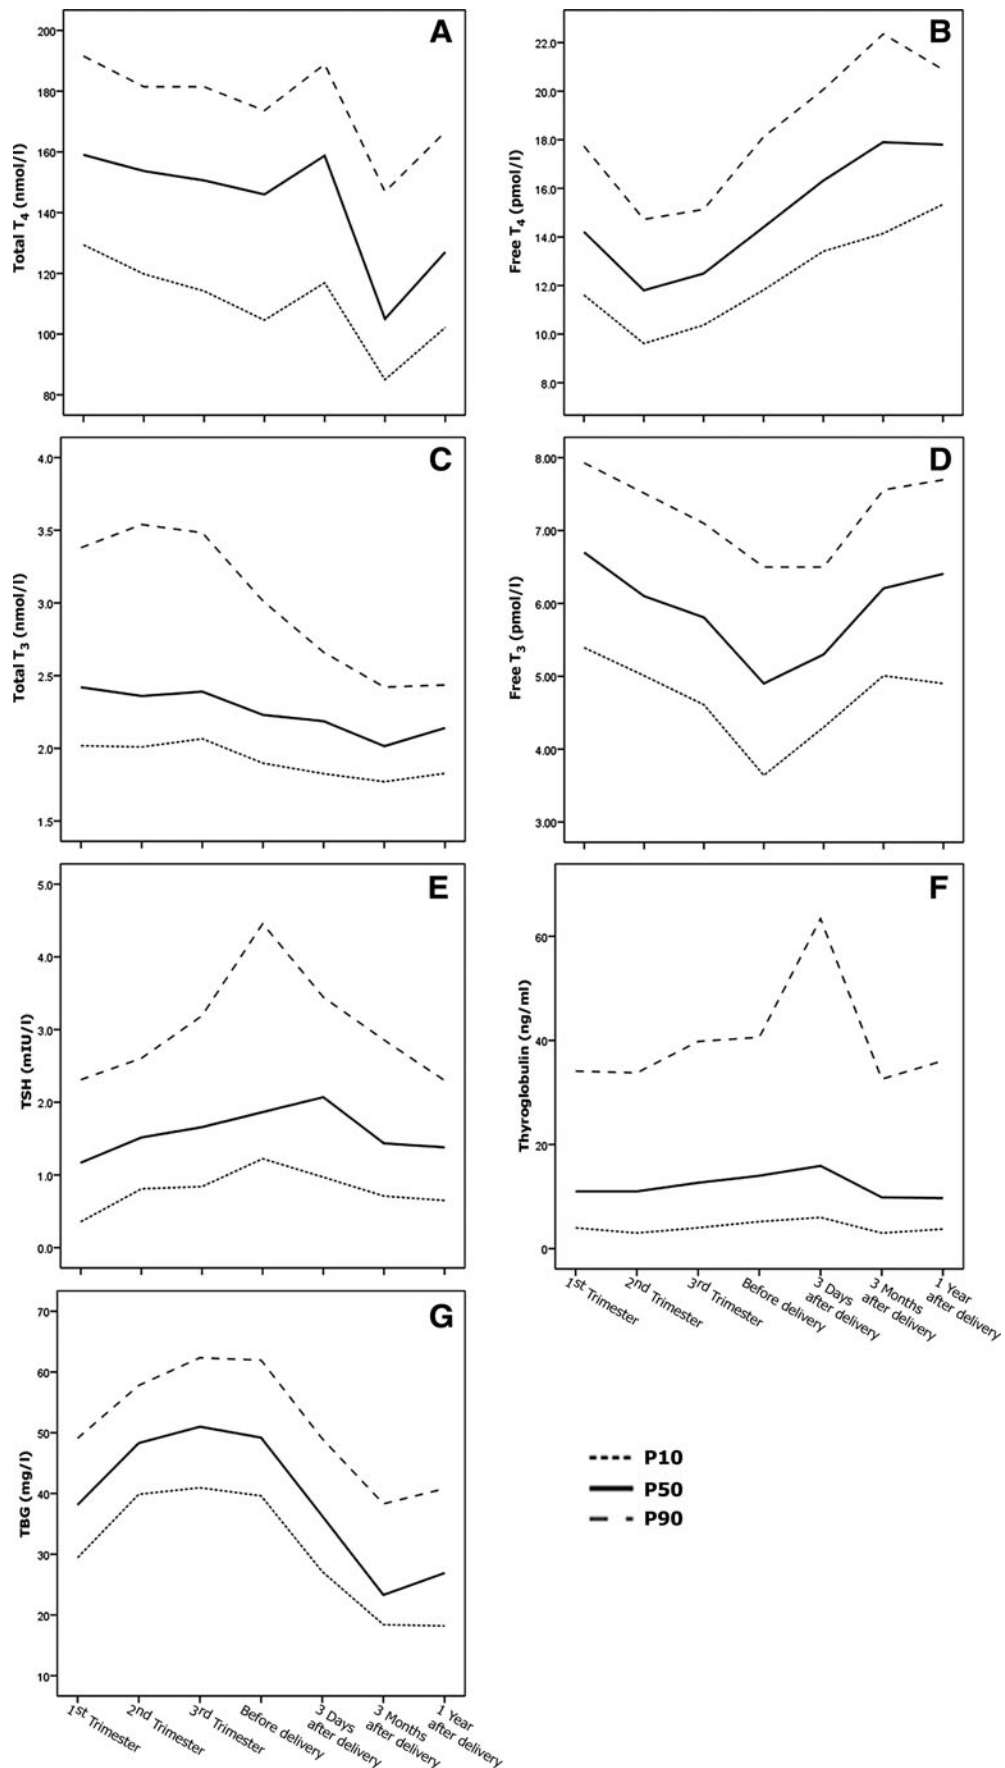 A
Total T4 (nmol/l)
200
180
160
140
120
100
80
B
Free T4 (pmol/l)
22.0
20.0
18.0
16.0
14.0
12.0
10.0
8.0
C
Total T3 (nmol/l)
4.0
3.5
3.0
2.5
2.0
1.5
D
Free T3 (pmol/l)
8.00
7.00
6.00
5.00
4.00
3.00
E
TSH (mIU/l)
5.0
4.0
3.0
2.0
1.0
0.0
F
Thyroglobulin (ng/ml)
60
40
20
0
1st Trimester
2nd Trimester
3rd Trimester
Before delivery
3 Days
after delivery
3 Months
after delivery
1 Year
after delivery
G
TBG (mg/l)
70
60
50
40
30
20
10
1st Trimester
2nd Trimester
3rd Trimester
Before delivery
3 Days
after delivery
3 Months
after delivery
1 Year
after delivery
P10
P50
P90